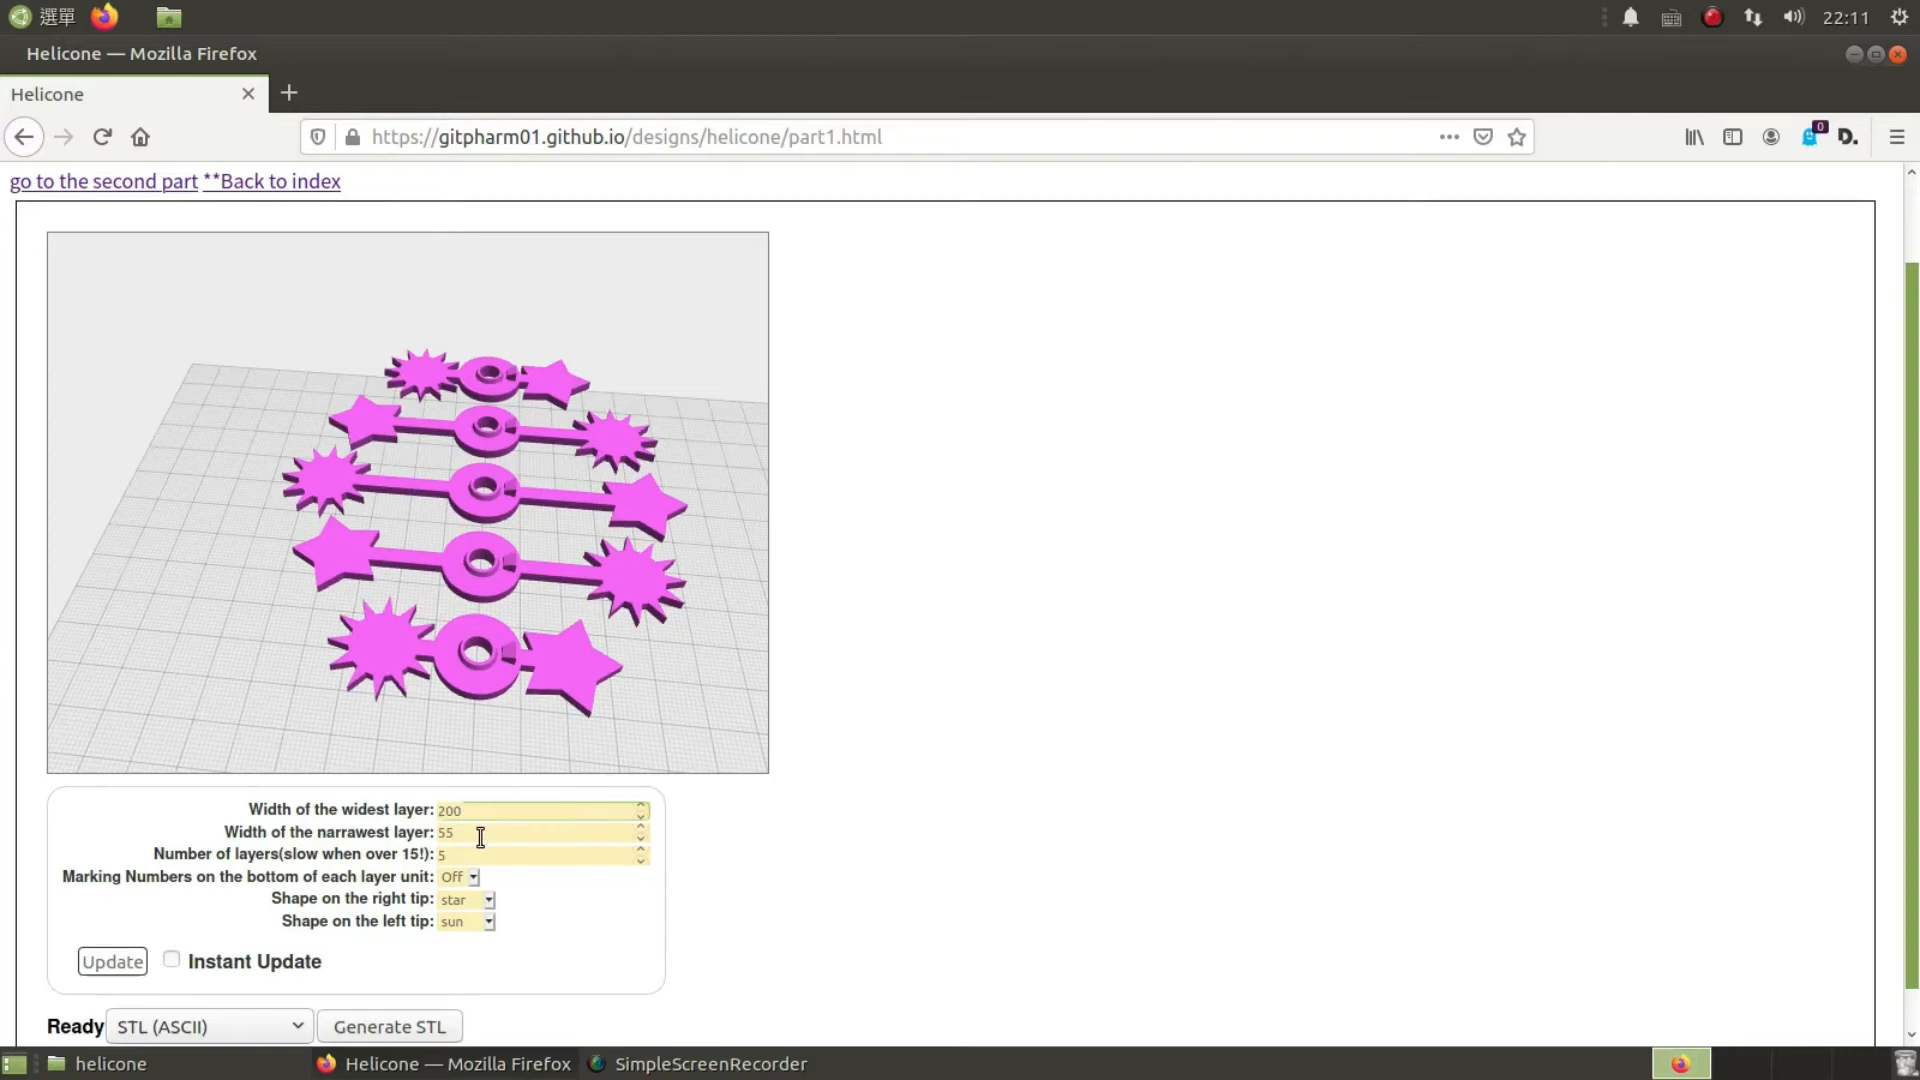 選單
22:11
Helicone — Mozilla Firefox
Helicone
https://gitpharm01.github.io/designs/helicone/part1.html
0
D.
go to the second part **Back to index
Width of the widest layer: 200
Width of the narrawest layer: 55
Number of layers(slow when over 15!): 5
Marking Numbers on the bottom of each layer unit: Off
Shape on the right tip: star
Shape on the left tip: sun
Update Instant Update
Ready STL (ASCII) Generate STL
helicone Helicone — Mozilla Firefox SimpleScreenRecorder